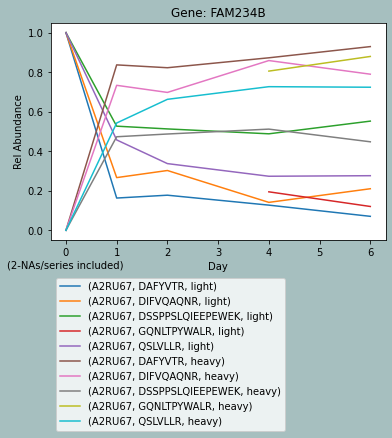 Gene: FAM234B
1.0
0.8
0.6
0.4
0.2
0.0
Rel Abundance
0 1 2 3 4 5 6
(2-NAs/series included)
Day
(A2RU67, DAFYVTR, light)
(A2RU67, DIFVQAQNR, light)
(A2RU67, DSSPPSLQIEEPEWEK, light)
(A2RU67, GQNLTPYWALR, light)
(A2RU67, QSLVLLR, light)
(A2RU67, DAFYVTR, heavy)
(A2RU67, DIFVQAQNR, heavy)
(A2RU67, DSSPPSLQIEEPEWEK, heavy)
(A2RU67, GQNLTPYWALR, heavy)
(A2RU67, QSLVLLR, heavy)